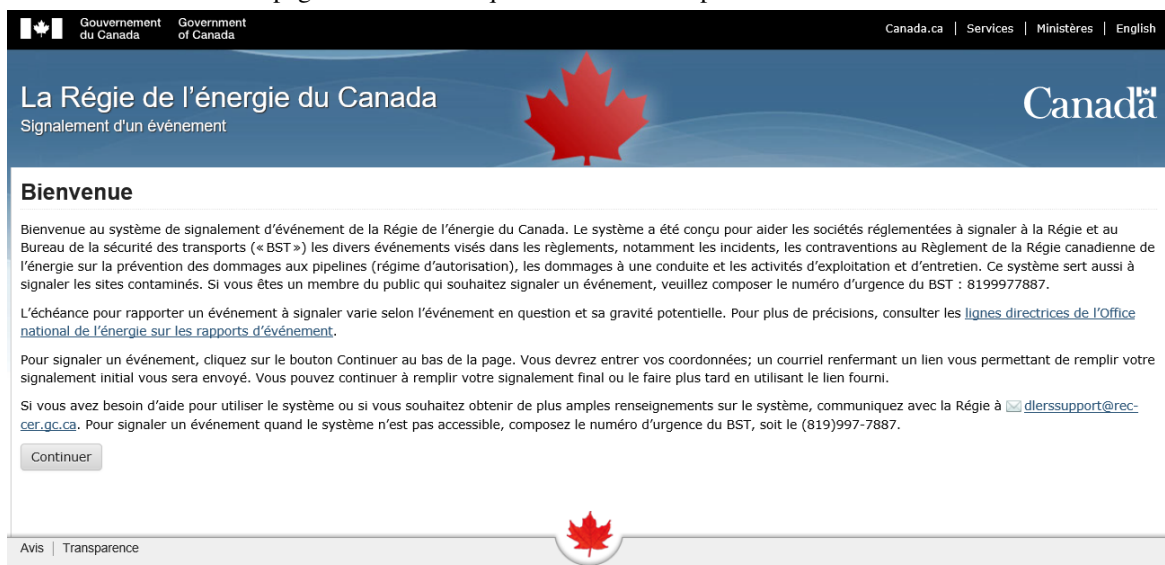 Gouvernement Government
du Canada of Canada
Canada.ca | Services | Ministères | English
La Régie de l'énergie du Canada
Signalement d'un événement
Canada
Bienvenue
Bienvenue au système de signalement d'événement de la Régie de l'énergie du Canada. Le système a été conçu pour aider les sociétés réglementées à signaler à la Régie et au
Bureau de la sécurité des transports (« BST ») les divers événements visés dans les règlements, notamment les incidents, les contraventions au Règlement de la Régie canadienne de
l'énergie sur la prévention des dommages aux pipelines (régime d'autorisation), les dommages à une conduite et les activités d'exploitation et d'entretien. Ce système sert aussi à
signaler les sites contaminés. Si vous êtes un membre du public qui souhaitez signaler un événement, veuillez composer le numéro d'urgence du BST : 8199977887.
L'échéance pour rapporter un événement à signaler varie selon l'événement en question et sa gravité potentielle. Pour plus de précisions, consulter les lignes directrices de l'Office
national de l'énergie sur les rapports d'événement.
Pour signaler un événement, cliquez sur le bouton Continuer au bas de la page. Vous devrez entrer vos coordonnées; un courriel renfermant un lien vous permettant de remplir votre
signalement initial vous sera envoyé. Vous pouvez continuer à remplir votre signalement final ou le faire plus tard en utilisant le lien fourni.
Si vous avez besoin d'aide pour utiliser le système ou si vous souhaitez obtenir de plus amples renseignements sur le système, communiquez avec la Régie à dlerssupport@rec-
cer.gc.ca. Pour signaler un événement quand le système n'est pas accessible, composez le numéro d'urgence du BST, soit le (819)997-7887.
Continuer
Avis | Transparence